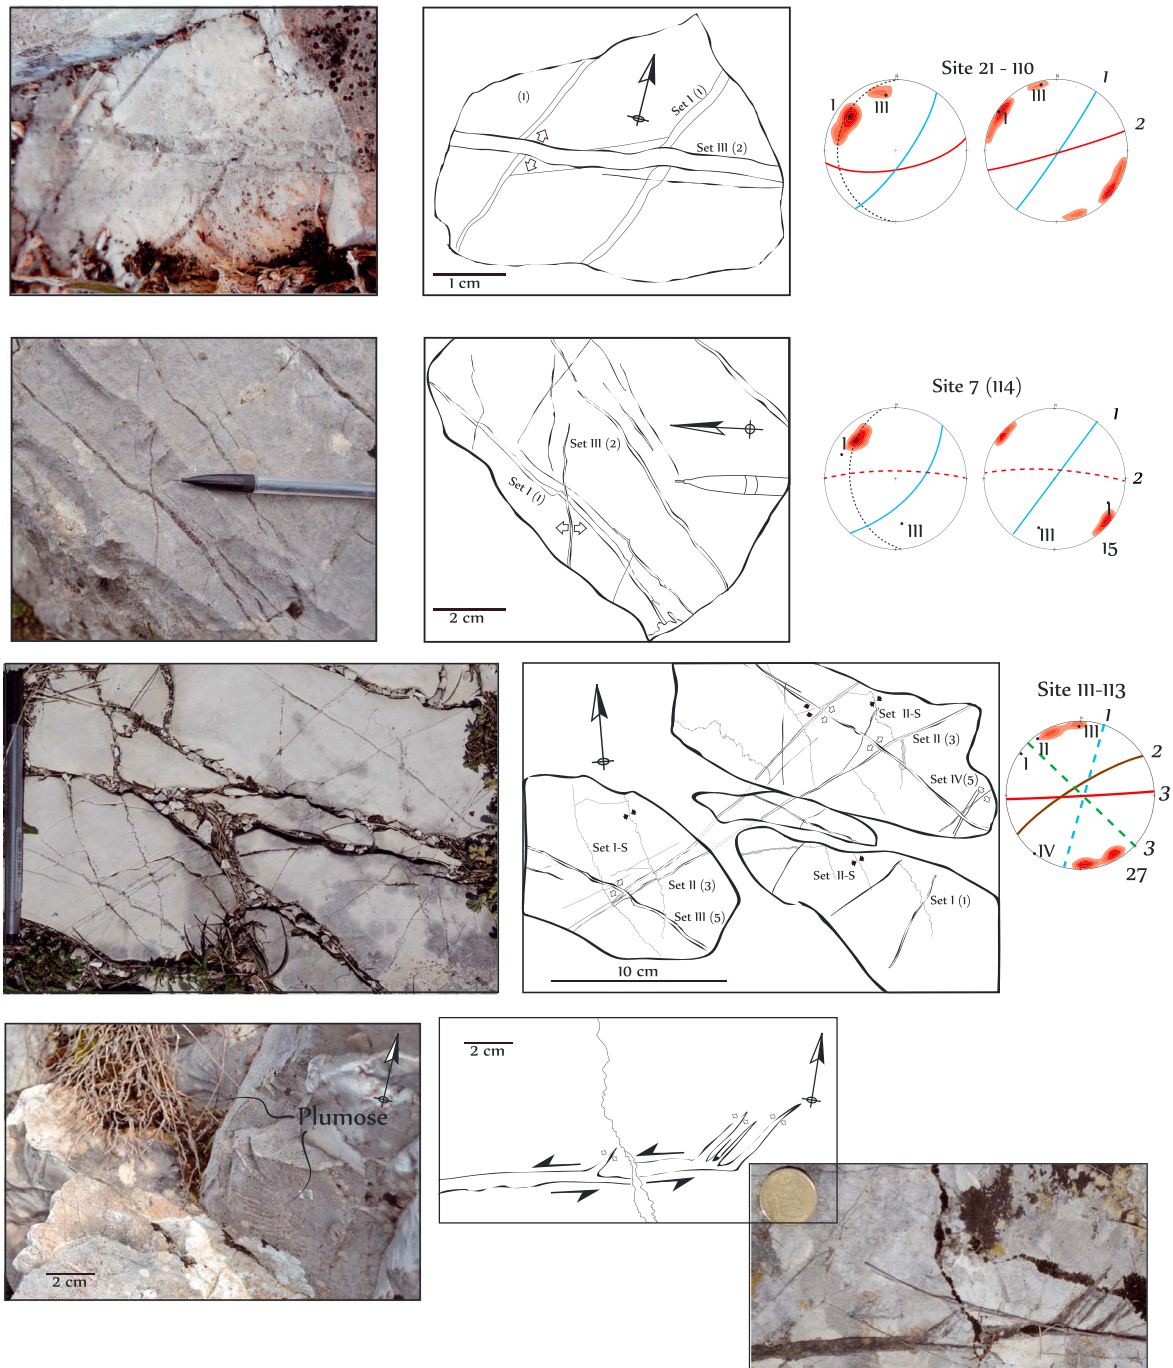 Site 21 - 110
(1)
Set I (1)
Set III (2)
1 cm
N
I
III
N
III
I
1
2
Site 7 (114)
Set III (2)
Set I (1)
2 cm
N
I
III
N
I
III
1
2
15
Site 111-113
Set II-S
Set II (3)
Set IV(5)
Set I-S
Set II (3)
Set III (5)
Set II-S
Set I (1)
10 cm
N
III
II
I
IV
1
2
3
3
27
Plumose
2 cm
2 cm